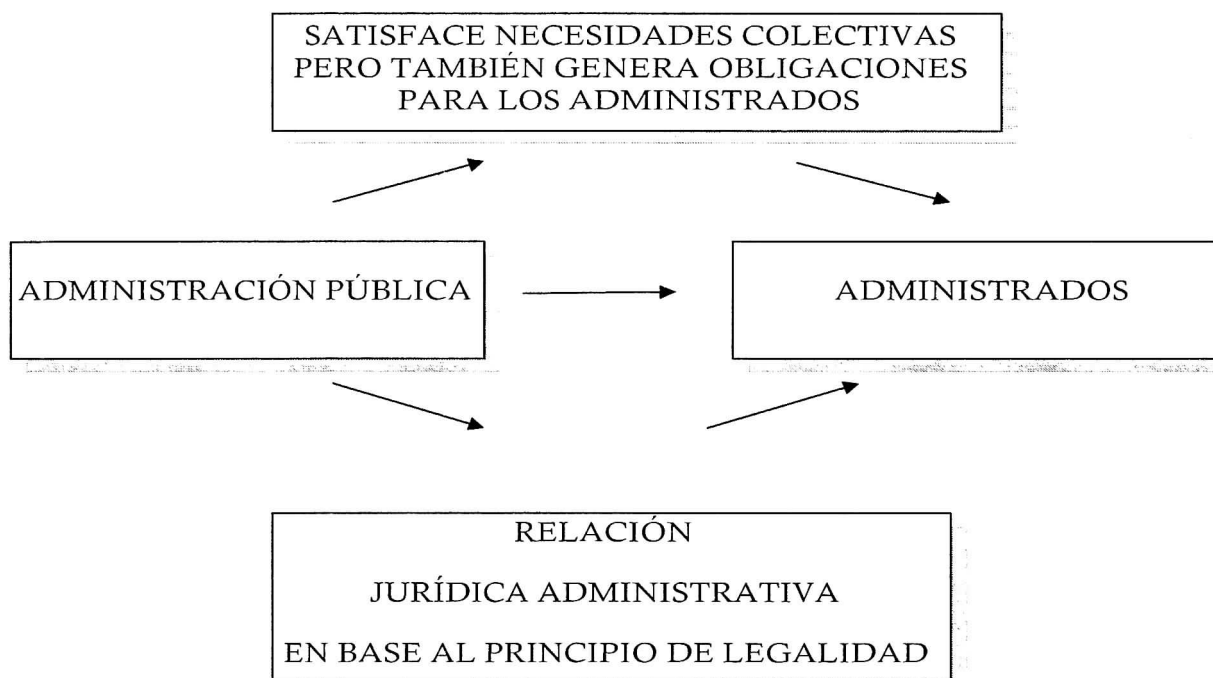 SATISFACE NECESIDADES COLECTIVAS
PERO TAMBIÉN GENERA OBLIGACIONES
PARA LOS ADMINISTRADOS
ADMINISTRACIÓN PÚBLICA
ADMINISTRADOS
RELACIÓN
JURÍDICA ADMINISTRATIVA
EN BASE AL PRINCIPIO DE LEGALIDAD